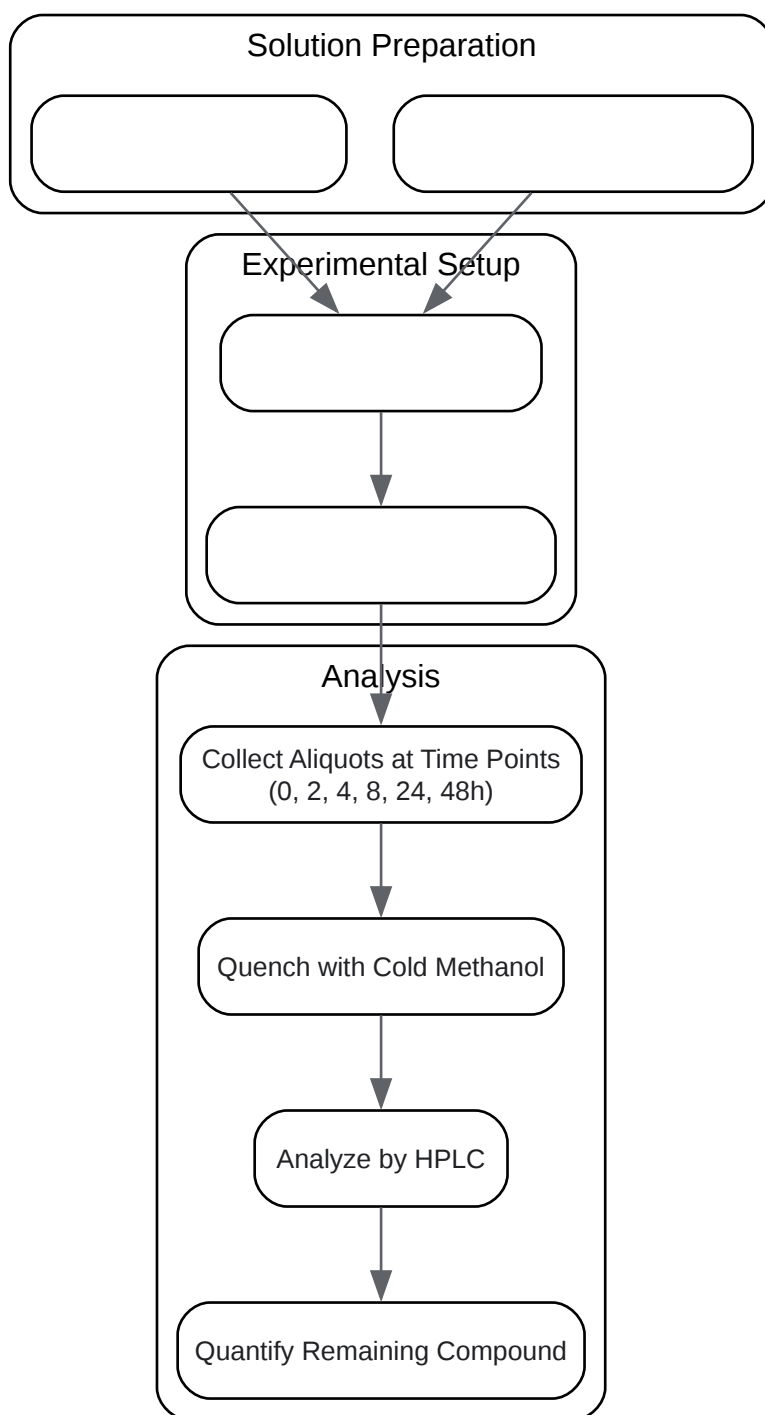 Solution Preparation
Experimental Setup
Analysis
Collect Aliquots at Time Points
(0, 2, 4, 8, 24, 48h)
Quench with Cold Methanol
Analyze by HPLC
Quantify Remaining Compound